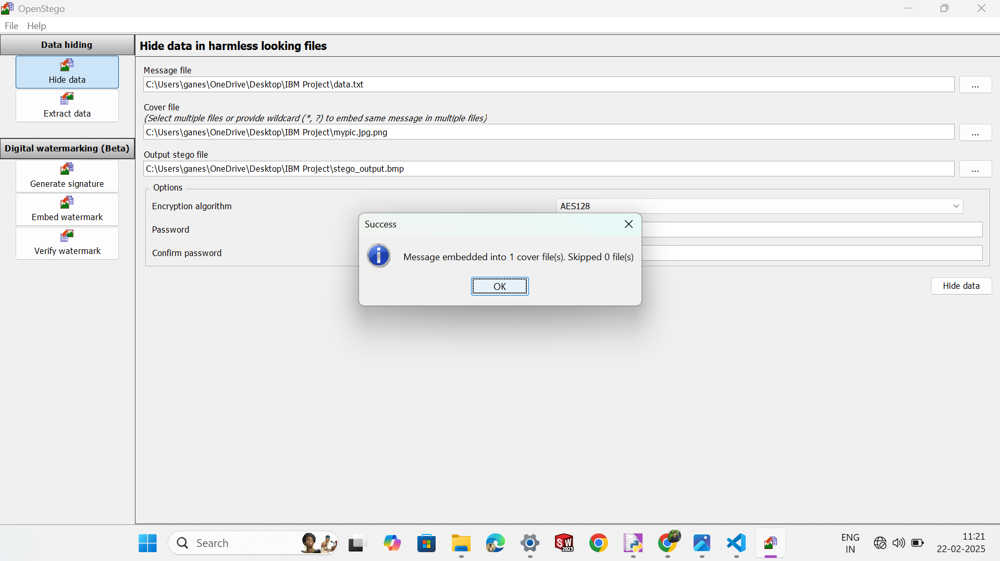 OpenStego
File Help
Data hiding
Hide data
Extract data
Digital watermarking (Beta)
Generate signature
Embed watermark
Verify watermark
Hide data in harmless looking files
Message file
C:\Users\ganes\OneDrive\Desktop\IBM Project\data.txt
...
Cover file
(Select multiple files or provide wildcard (*, ?) to embed same message in multiple files)
C:\Users\ganes\OneDrive\Desktop\IBM Project\mypic.jpg.png
...
Output stego file
C:\Users\ganes\OneDrive\Desktop\IBM Project\stego_output.bmp
...
Options
Encryption algorithm
AES128
Password
Confirm password
Success
Message embedded into 1 cover file(s). Skipped 0 file(s)
OK
Hide data
Search
SW
2023
ENG
IN
11:21
22-02-2025